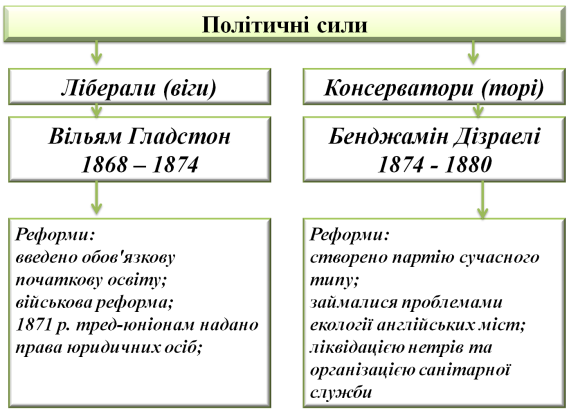 Політичні сили
Ліберали (віги)
Вільям Гладстон
1868 – 1874
Реформи:
введено обов'язкову
початкову освіту;
військова реформа;
1871 р. тред-юніонам надано
права юридичних осіб;
Консерватори (торі)
Бенджамін Дізраелі
1874 - 1880
Реформи:
створено партію сучасного
типу;
займалися проблемами
екології англійських міст;
ліквідацією нетрів та
організацією санітарної
служби